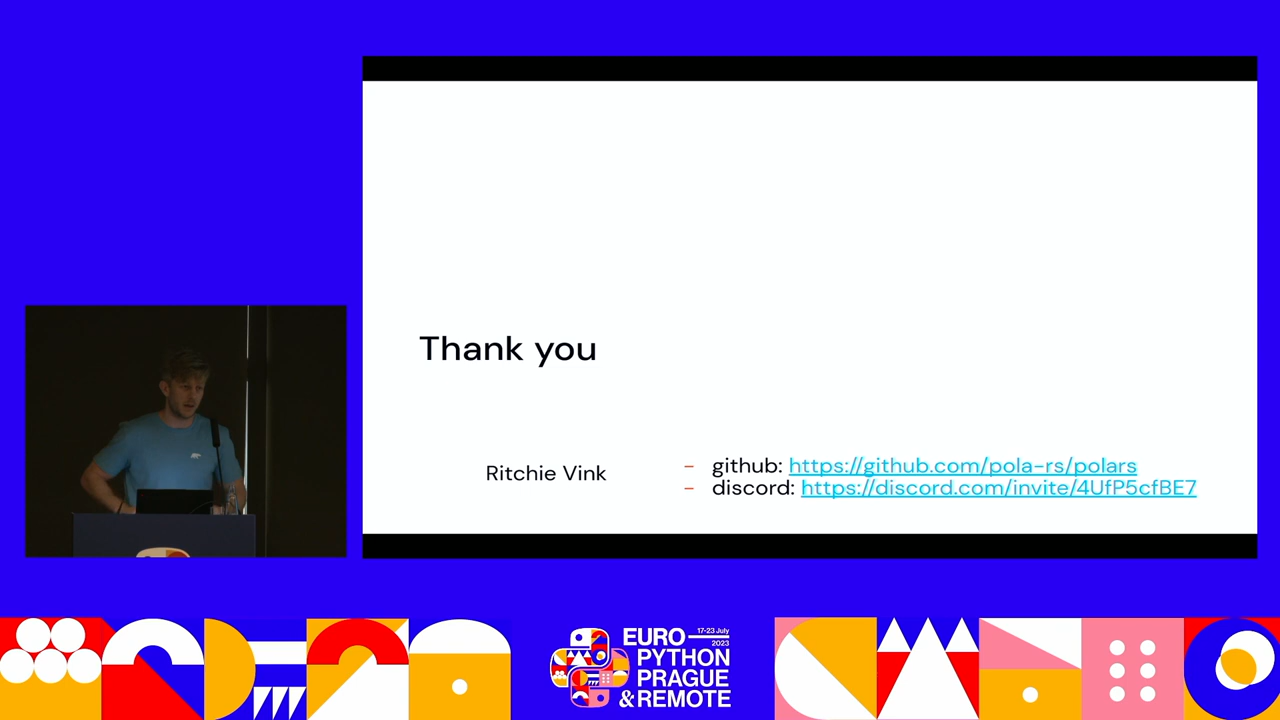 Thank you
Ritchie Vink
- github: https://github.com/pola-rs/polars
- discord: https://discord.com/invite/4UfP5cfBE7
EURO 17-23 July 2023
PYTHON
PRAGUE
& REMOTE